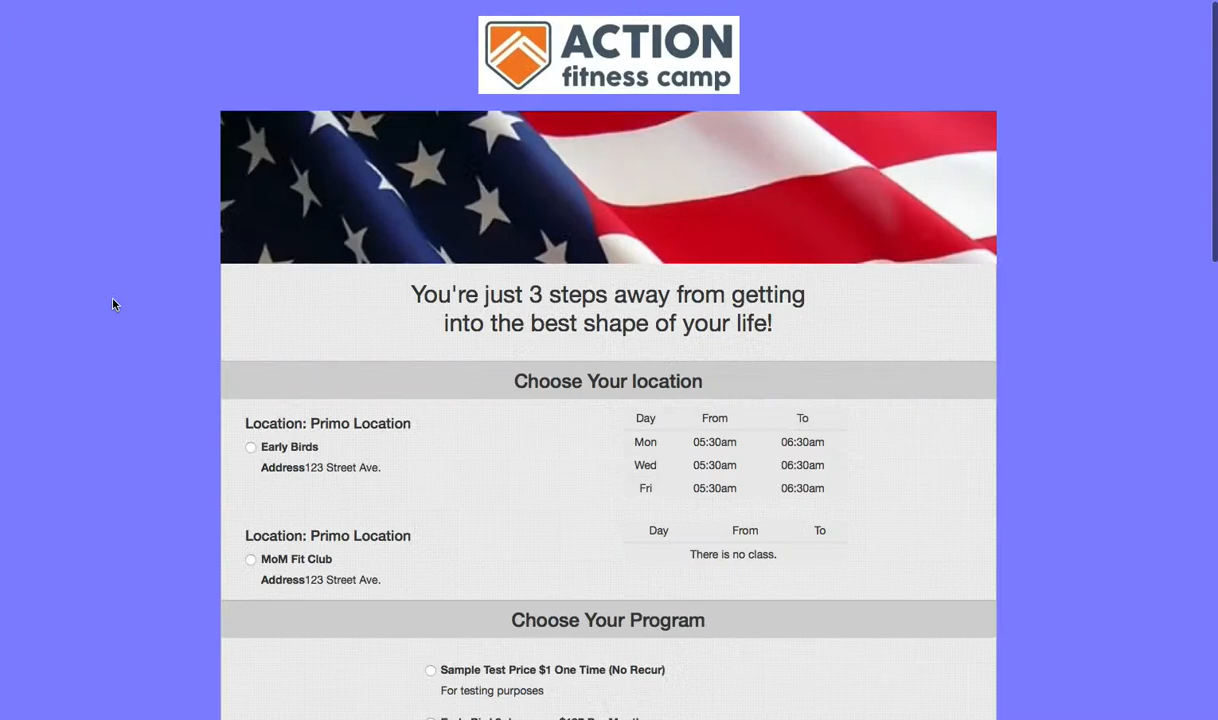 ACTION
fitness camp
You're just 3 steps away from getting
into the best shape of your life!
Choose Your location
Location: Primo Location
Early Birds
Address123 Street Ave.
Day From To
Mon 05:30am 06:30am
Wed 05:30am 06:30am
Fri 05:30am 06:30am
Location: Primo Location
MoM Fit Club
Address123 Street Ave.
Day From To
There is no class.
Choose Your Program
Sample Test Price $1 One Time (No Recur)
For testing purposes